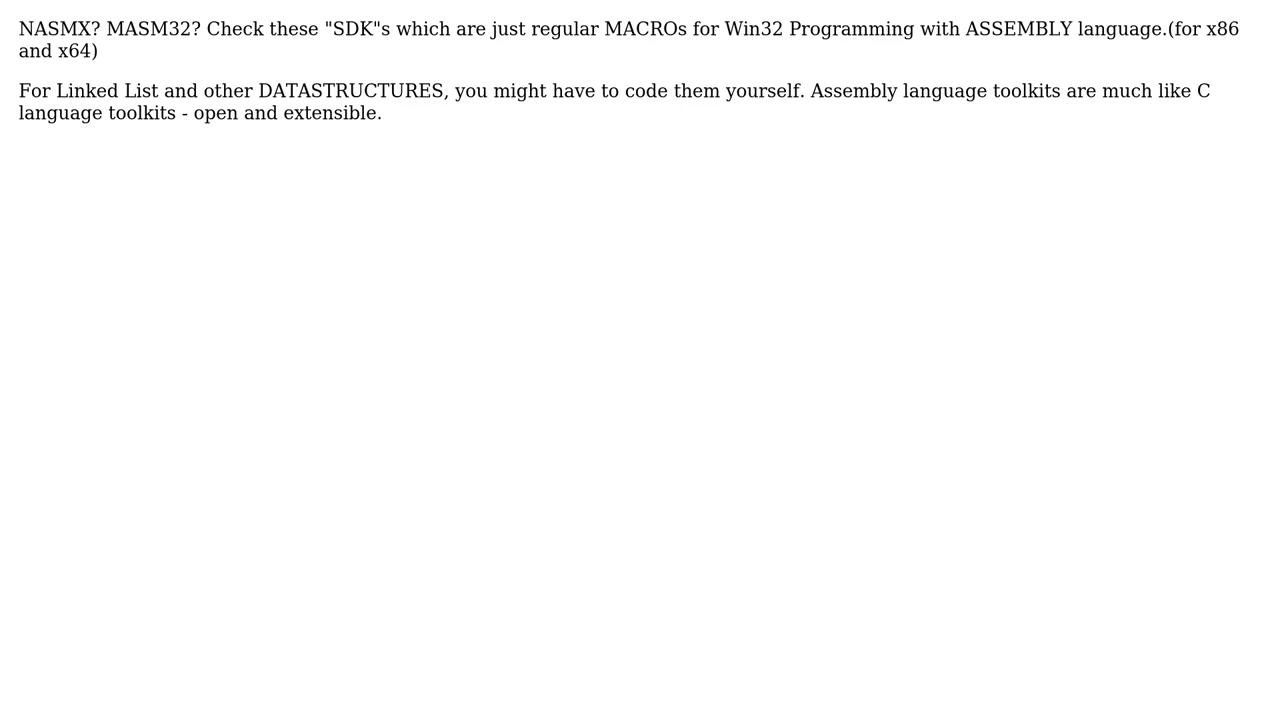 NASMX? MASM32? Check these "SDK"s which are just regular MACROs for Win32 Programming with ASSEMBLY language.(for x86
and x64)
For Linked List and other DATASTRUCTURES, you might have to code them yourself. Assembly language toolkits are much like C
language toolkits - open and extensible.